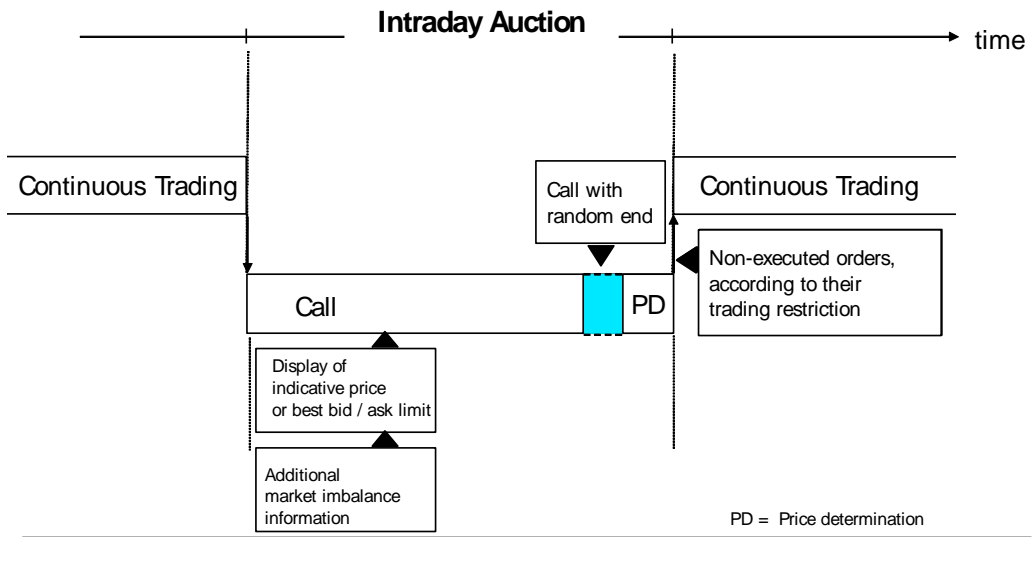 Intraday Auction
time
Continuous Trading
Call with
random end
Continuous Trading
Non-executed orders,
according to their
trading restriction
Call
PD
Display of
indicative price
or best bid / ask limit
Additional
market imbalance
information
PD = Price determination